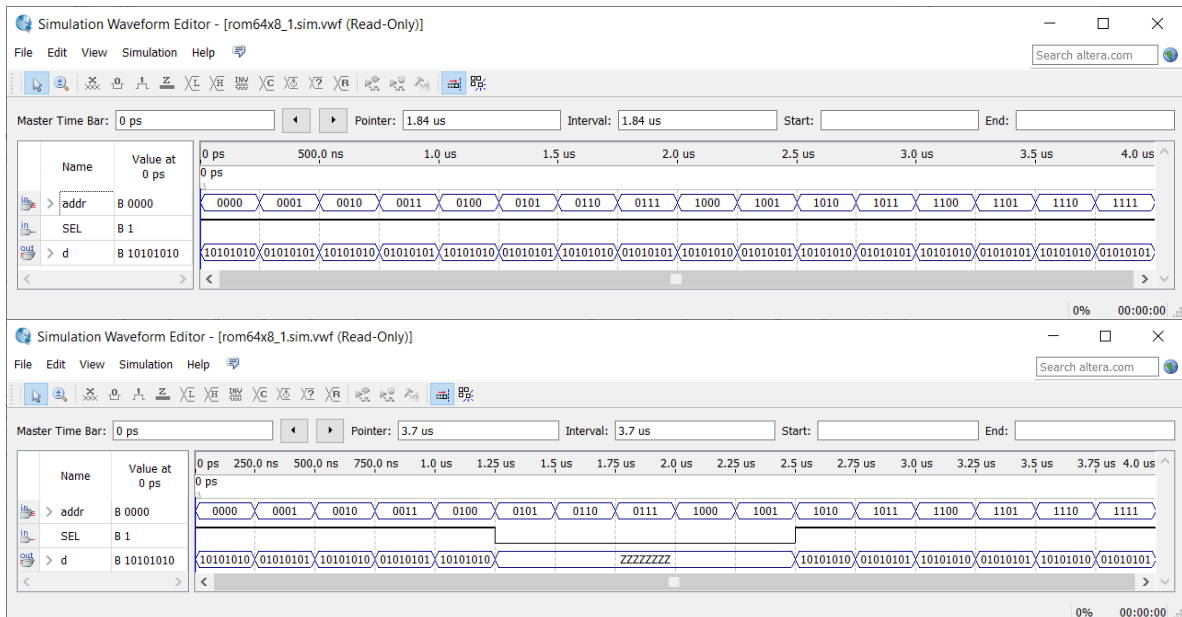 Simulation Waveform Editor - [rom64x8_1.sim.vwf (Read-Only)]
File Edit View Simulation Help
Search altera.com
Master Time Bar: 0 ps Pointer: 1.84 us Interval: 1.84 us Start: End:
Name Value at 0 ps
0 ps 500.0 ns 1.0 us 1.5 us 2.0 us 2.5 us 3.0 us 3.5 us 4.0 us
0 ps
addr B 0000 0000 0001 0010 0011 0100 0101 0110 0111 1000 1001 1010 1011 1100 1101 1110 1111
SEL B 1
d B 10101010 10101010 01010101 10101010 01010101 10101010 01010101 10101010 01010101 10101010 01010101 10101010 01010101 10101010 01010101 10101010 01010101
0% 00:00:00
Simulation Waveform Editor - [rom64x8_1.sim.vwf (Read-Only)]
File Edit View Simulation Help
Search altera.com
Master Time Bar: 0 ps Pointer: 3.7 us Interval: 3.7 us Start: End:
Name Value at 0 ps
0 ps 250.0 ns 500.0 ns 750.0 ns 1.0 us 1.25 us 1.5 us 1.75 us 2.0 us 2.25 us 2.5 us 2.75 us 3.0 us 3.25 us 3.5 us 3.75 us 4.0 us
0 ps
addr B 0000 0000 0001 0010 0011 0100 0101 0110 0111 1000 1001 1010 1011 1100 1101 1110 1111
SEL B 1
d B 10101010 10101010 01010101 10101010 01010101 10101010 ZZZZZZZZ 10101010 01010101 10101010 01010101 10101010 01010101
0% 00:00:00